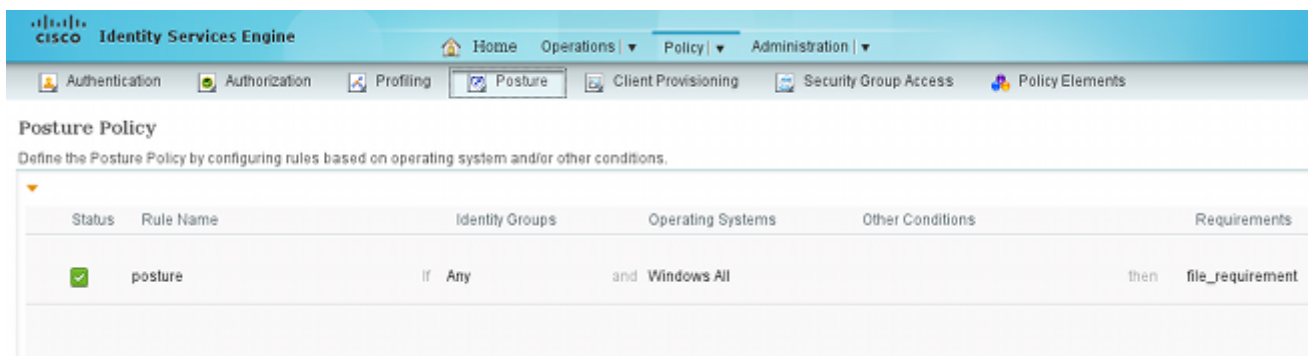 cisco Identity Services Engine
Home Operations Policy Administration
Authentication Authorization Profiling Posture Client Provisioning Security Group Access Policy Elements
Posture Policy
Define the Posture Policy by configuring rules based on operating system and/or other conditions.
Status Rule Name Identity Groups Operating Systems Other Conditions Requirements
posture If Any and Windows All then file_requirement